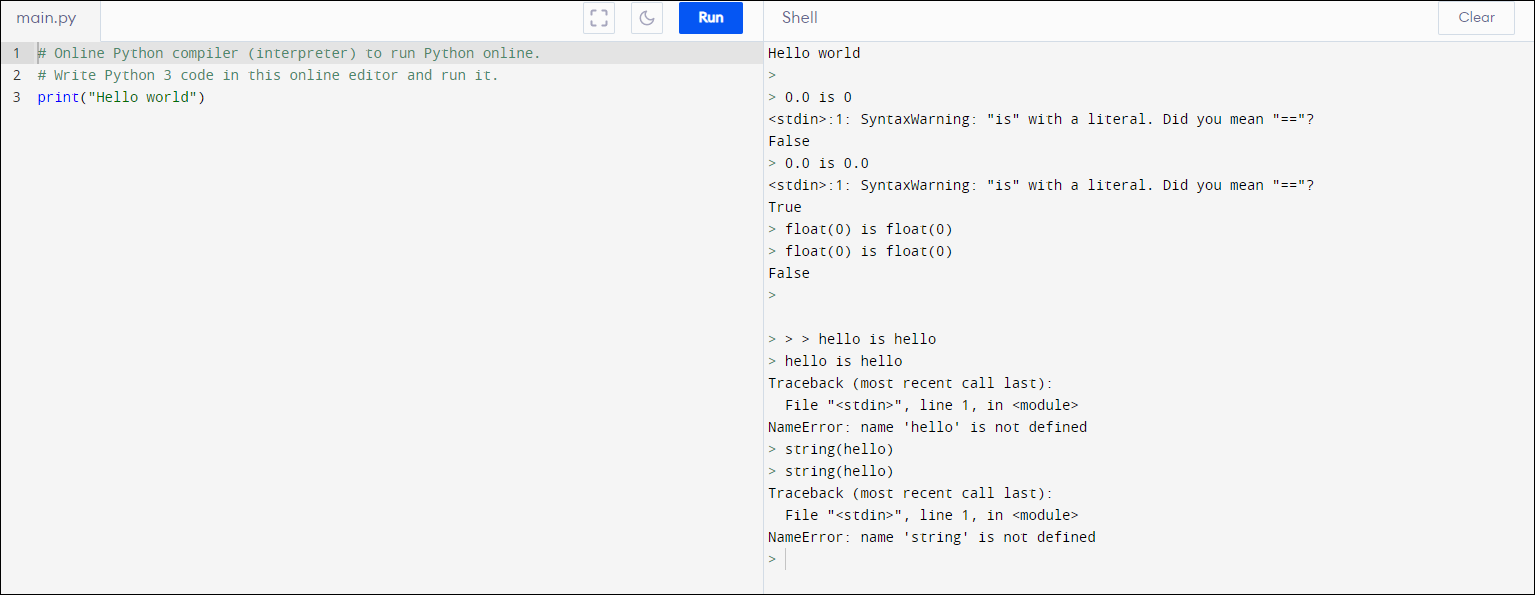 main.py
Run
Shell
Clear
1 # Online Python compiler (interpreter) to run Python online.
2 # Write Python 3 code in this online editor and run it.
3 print("Hello world")
Hello world
>
> 0.0 is 0
<stdin>:1: SyntaxWarning: "is" with a literal. Did you mean "=="?
False
> 0.0 is 0.0
<stdin>:1: SyntaxWarning: "is" with a literal. Did you mean "=="?
True
> float(0) is float(0)
> float(0) is float(0)
False
>
> > > hello is hello
> hello is hello
Traceback (most recent call last):
  File "<stdin>", line 1, in <module>
NameError: name 'hello' is not defined
> string(hello)
> string(hello)
Traceback (most recent call last):
  File "<stdin>", line 1, in <module>
NameError: name 'string' is not defined
>